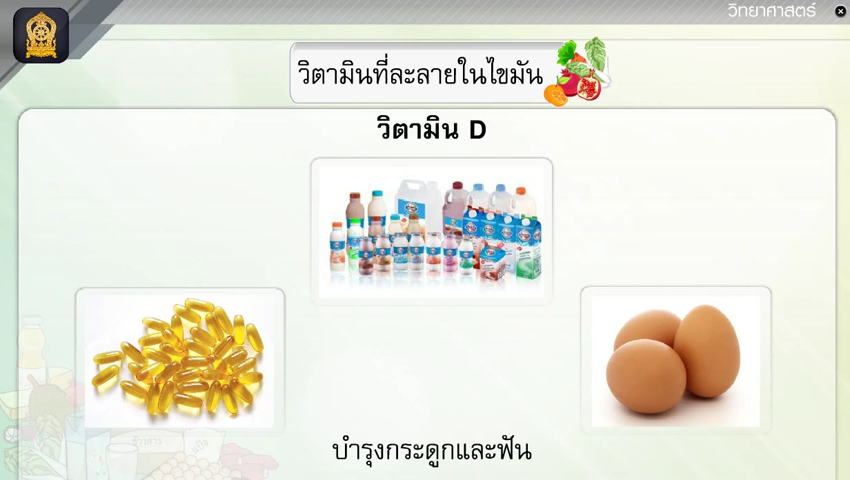 วิทยาศาสตร์
วิตามินที่ละลายในไขมัน
วิตามิน D
บำรุงกระดูกและฟัน